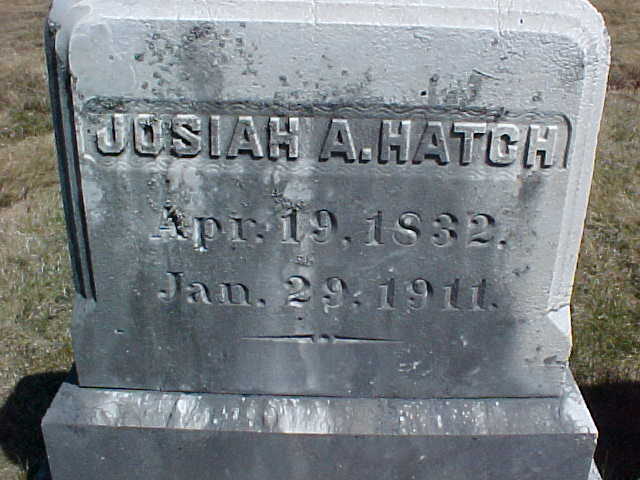 JOSIAH A. HATCH
Apr. 19, 1832.
Jan. 29, 1911.